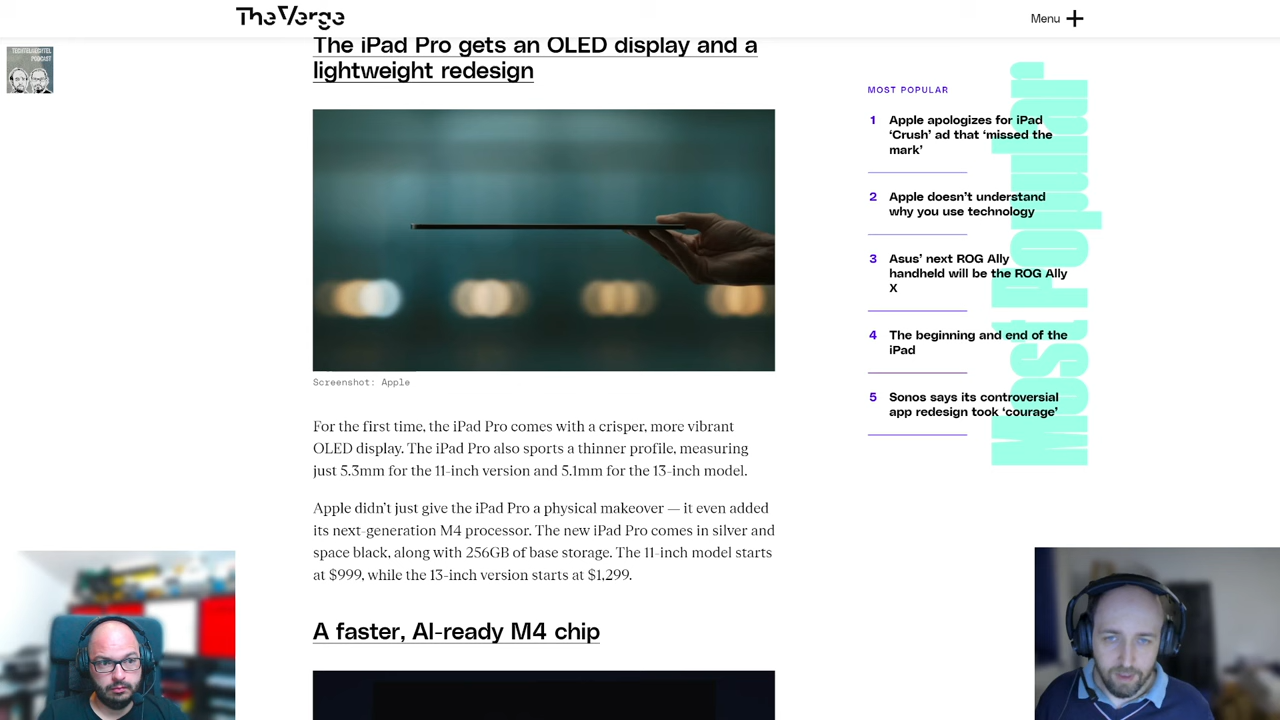 The Verge
Menu
TECHTELMECHTEL
PODCAST
The iPad Pro gets an OLED display and a
lightweight redesign
Screenshot: Apple
For the first time, the iPad Pro comes with a crisper, more vibrant
OLED display. The iPad Pro also sports a thinner profile, measuring
just 5.3mm for the 11-inch version and 5.1mm for the 13-inch model.
Apple didn’t just give the iPad Pro a physical makeover — it even added
its next-generation M4 processor. The new iPad Pro comes in silver and
space black, along with 256GB of base storage. The 11-inch model starts
at $999, while the 13-inch version starts at $1,299.
A faster, AI-ready M4 chip
MOST POPULAR
1 Apple apologizes for iPad
‘Crush’ ad that ‘missed the
mark’
2 Apple doesn’t understand
why you use technology
3 Asus’ next ROG Ally
handheld will be the ROG Ally
X
4 The beginning and end of the
iPad
5 Sonos says its controversial
app redesign took ‘courage’
Most Popular